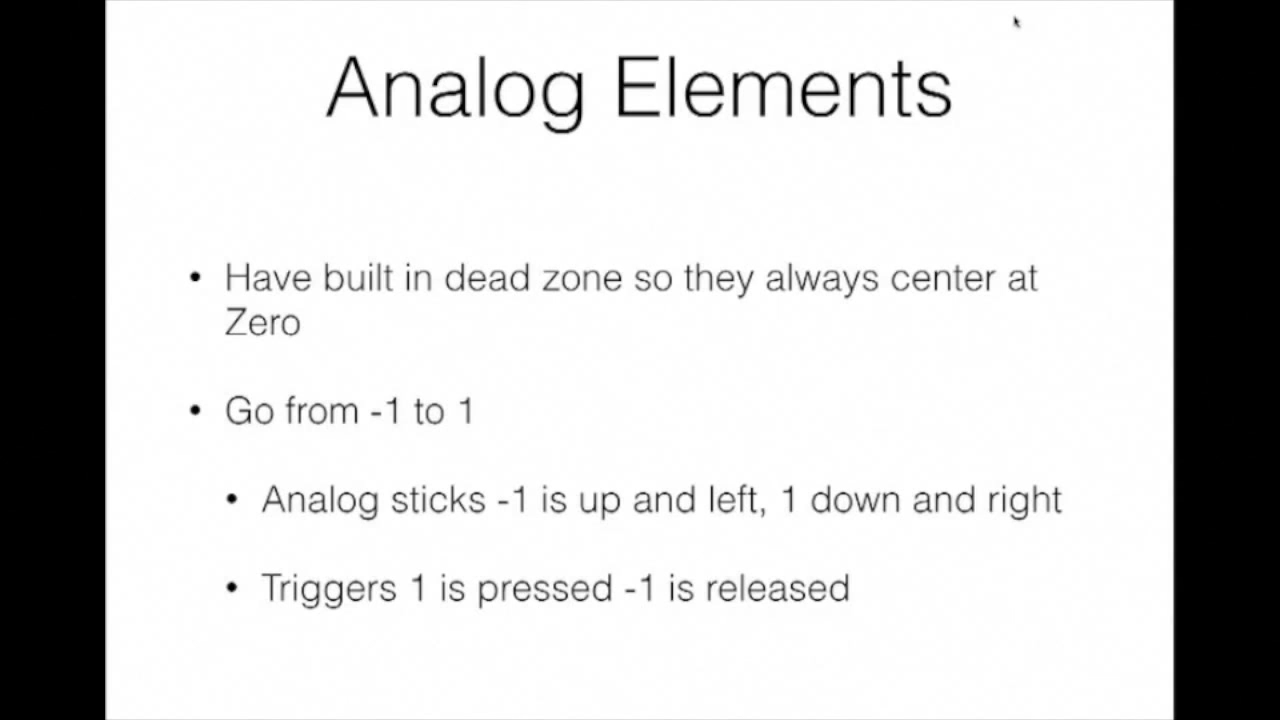 Analog Elements
• Have built in dead zone so they always center at
Zero
• Go from -1 to 1
• Analog sticks -1 is up and left, 1 down and right
• Triggers 1 is pressed -1 is released